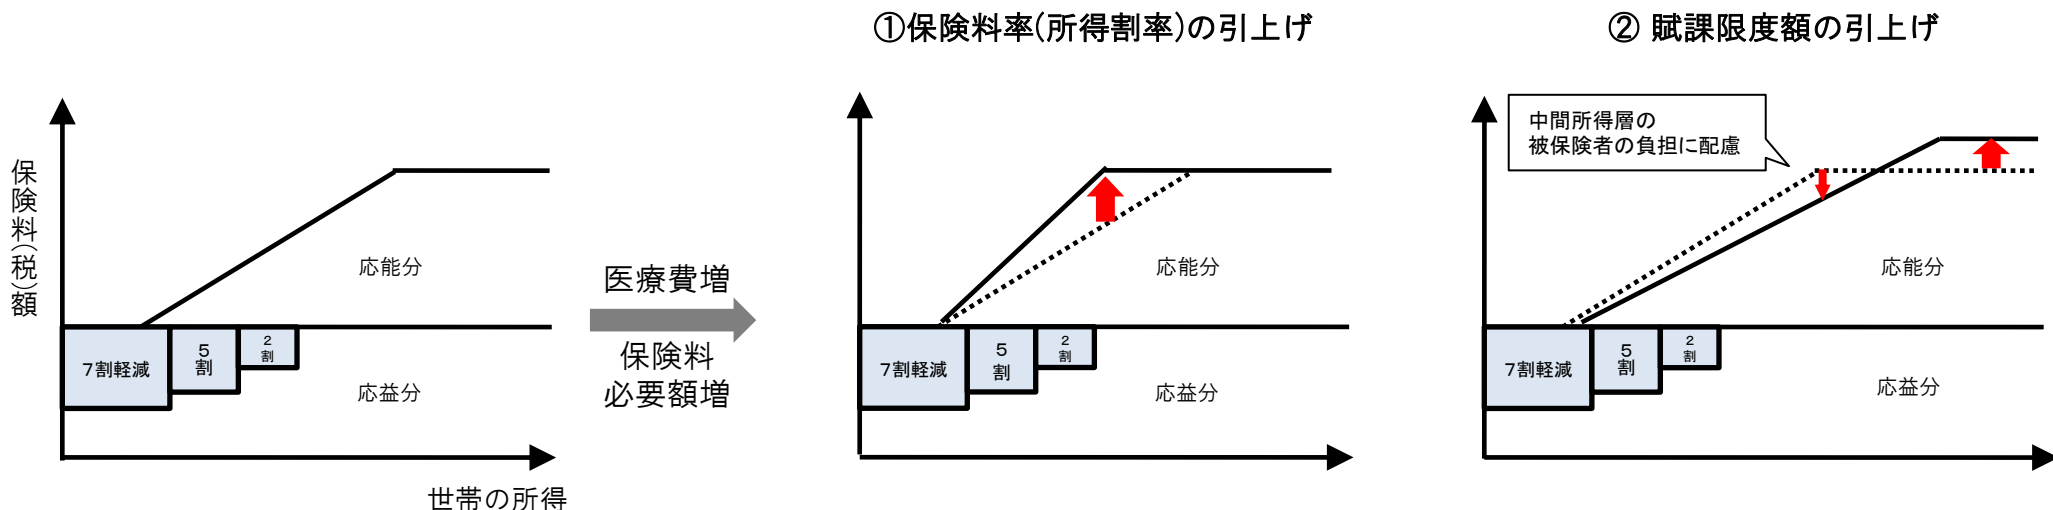 ①保険料率(所得割率)の引上げ
② 賦課限度額の引上げ
保険料(税)額
応能分
7割軽減
5
割
2
割
応益分
世帯の所得
医療費増
保険料
必要額増
応能分
7割軽減
5
割
2
割
応益分
中間所得層の
被保険者の負担に配慮
応能分
7割軽減
5
割
2
割
応益分